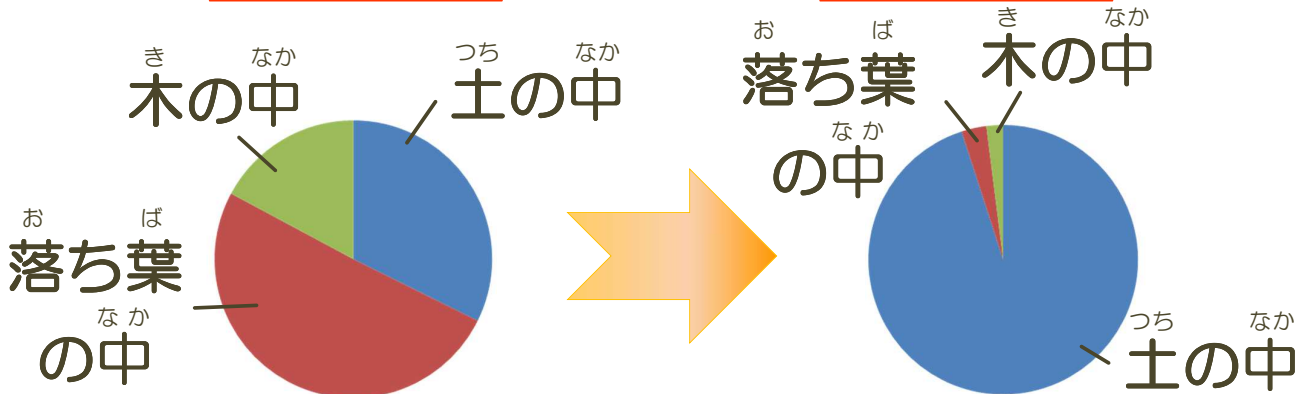 き なか
木の中
つち なか
土の中
お ば
落ち葉
なか
の中
お ば
落ち葉
なか
の中
き なか
木の中
つち なか
土の中